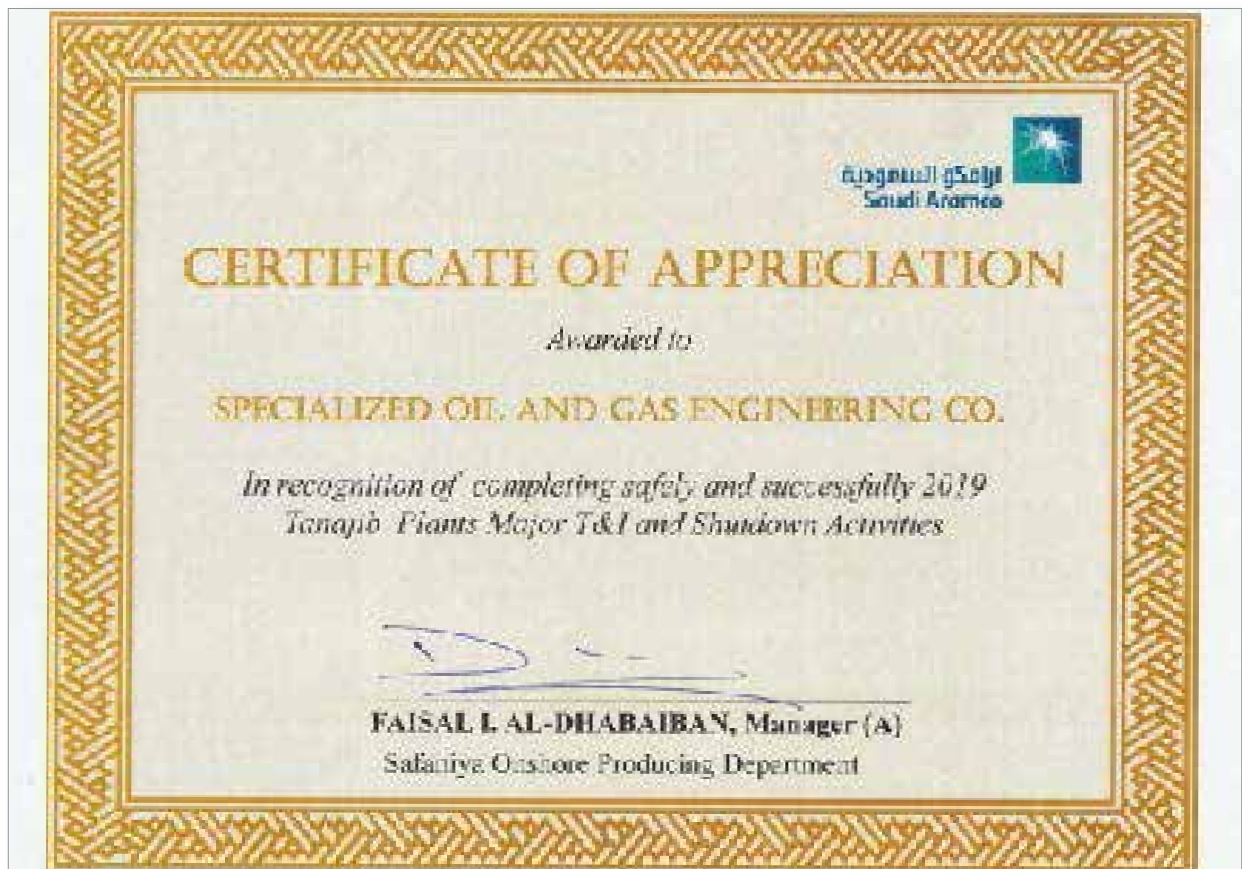 أرامكو السعودية
Saudi Aramco
CERTIFICATE OF APPRECIATION
Awarded to
SPECIALIZED OIL AND GAS ENGINEERING CO.
In recognition of completing safely and successfully 2019
Tanajib Plants Major T&I and Shutdown Activities
FAISAL I. AL-DHABAIBAN, Manager (A)
Safaniya Onshore Producing Department